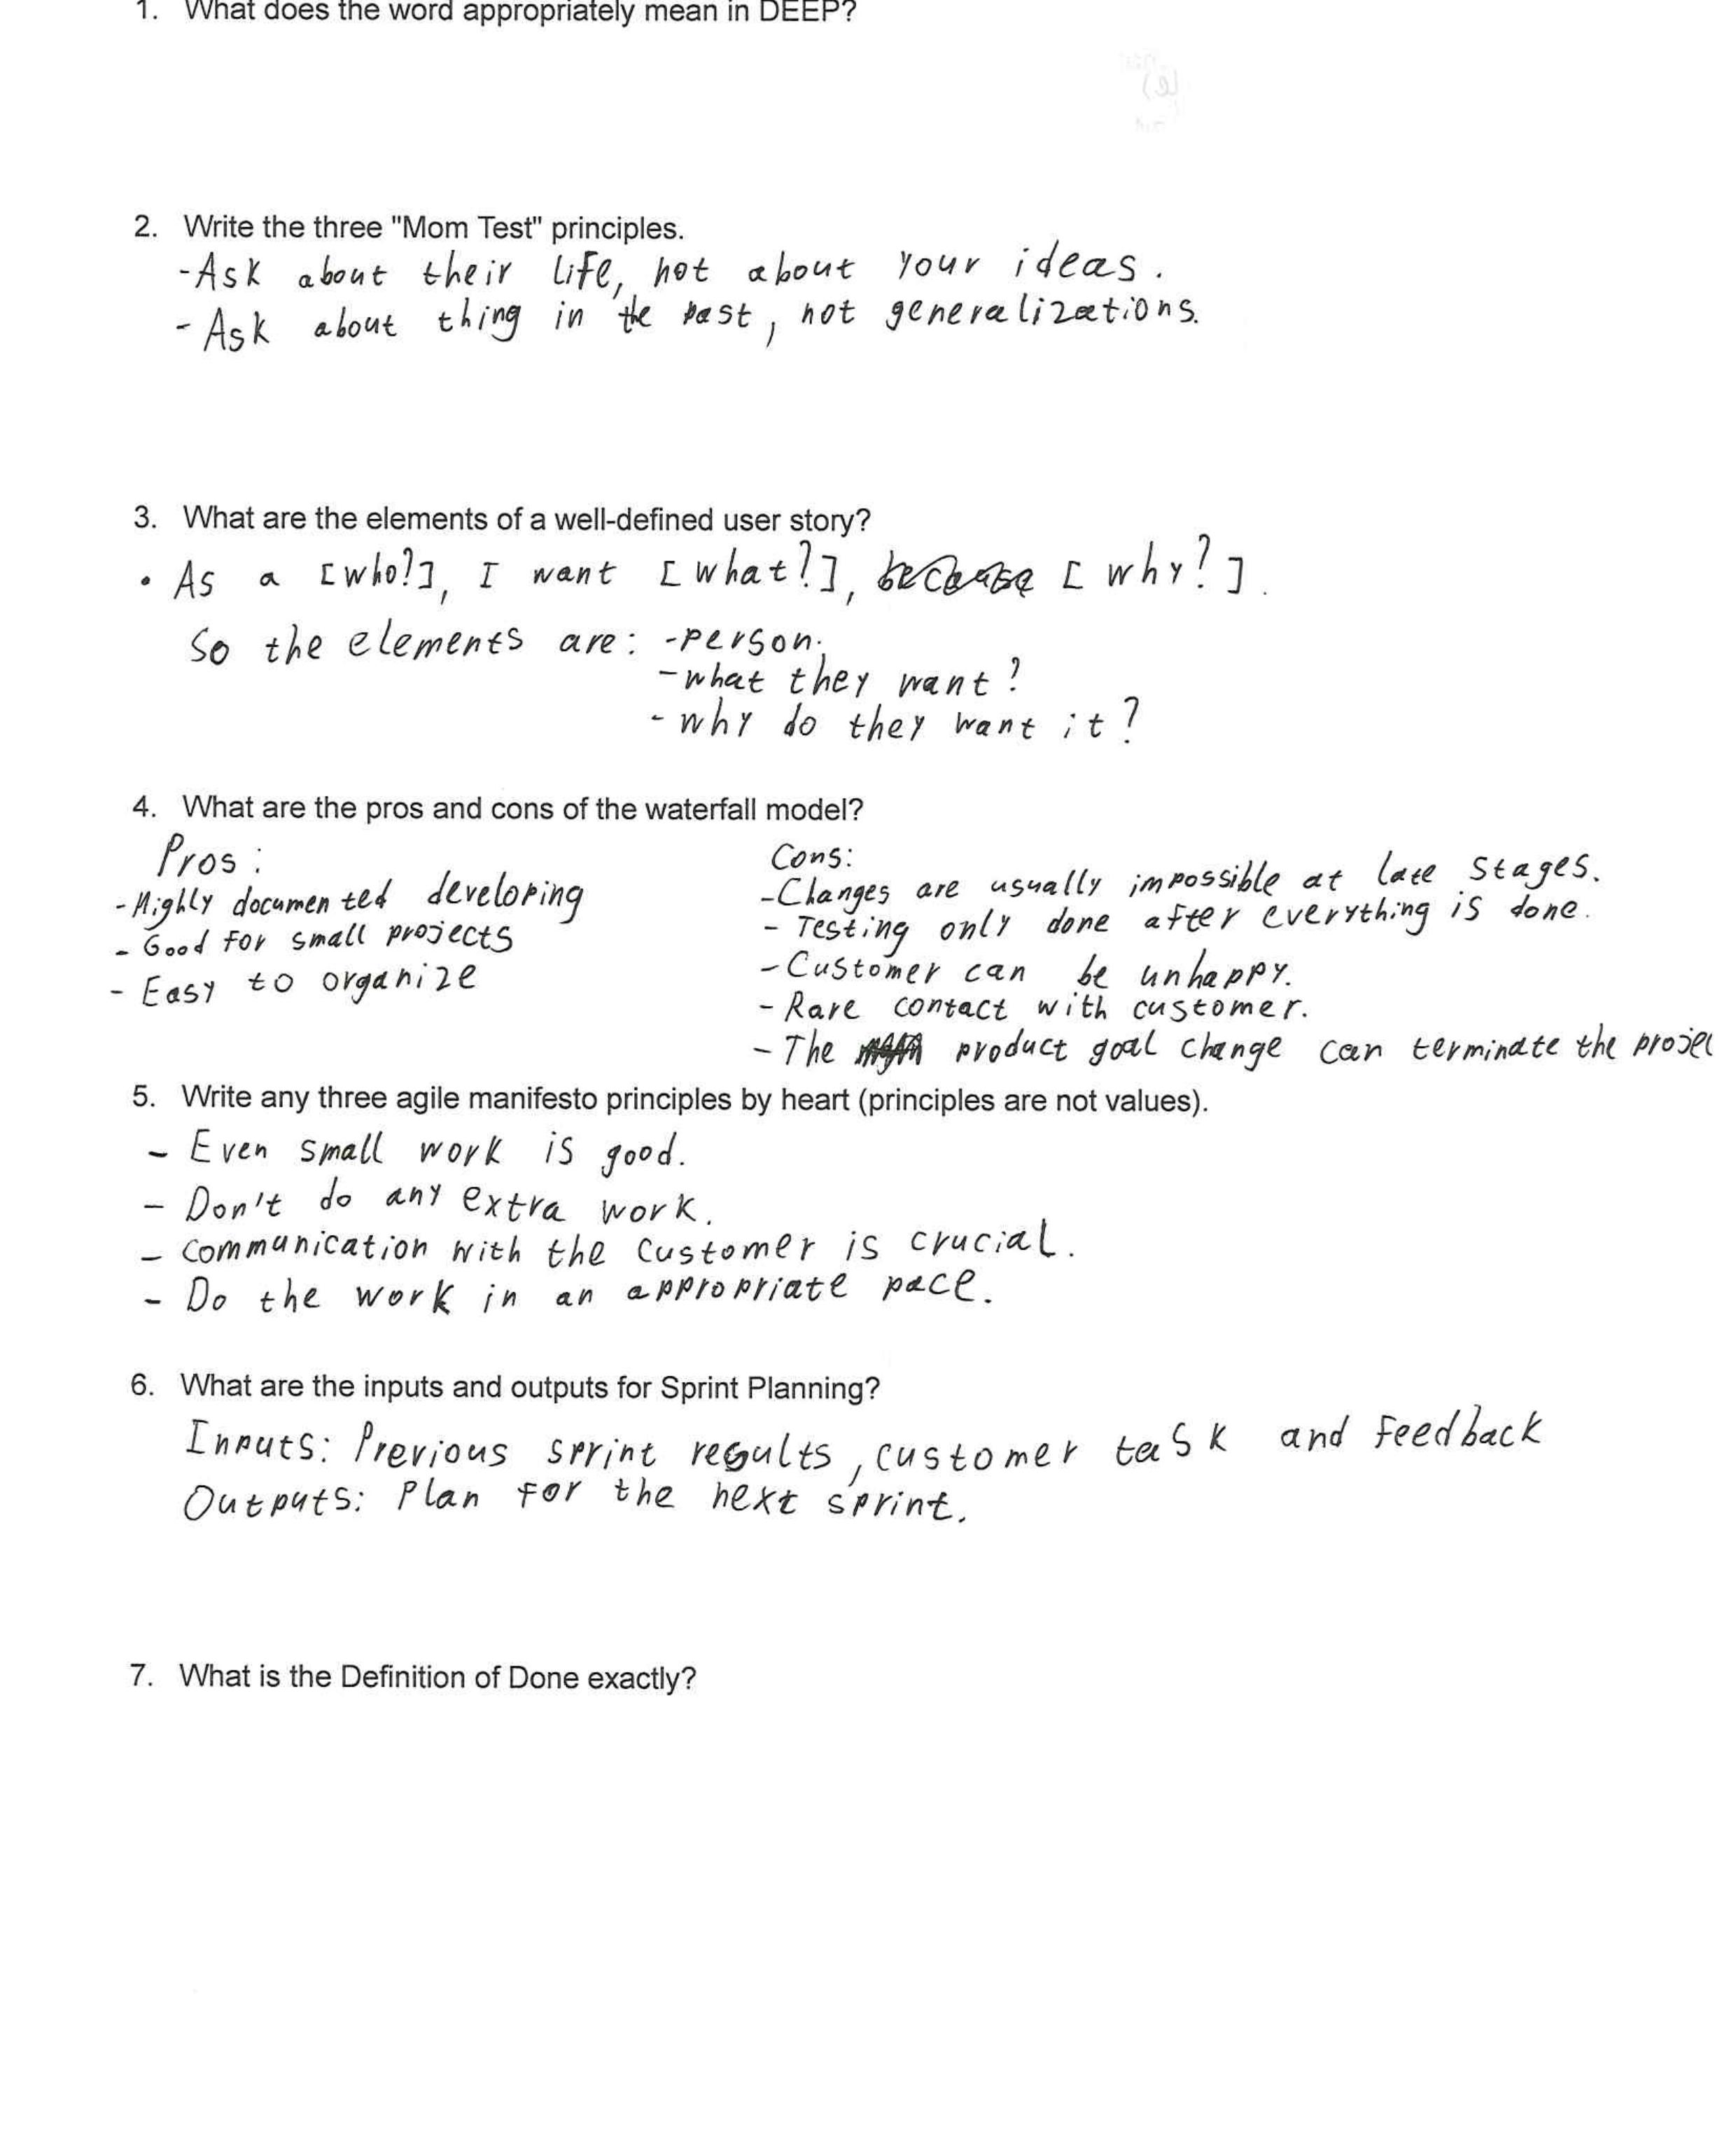 1. What does the word appropriately mean in DEEP?
2. Write the three "Mom Test" principles.
-Ask about their life, not about your ideas.
- Ask about thing in the past, not generalizations.
3. What are the elements of a well-defined user story?
• As a [who?], I want [what?], because [why?].
So the elements are: -person.
-what they want?
- why do they want it?
4. What are the pros and cons of the waterfall model?
Pros:
- Highly documented developing
- Good for small projects
- Easy to organize
Cons:
-Changes are usually impossible at late stages.
- Testing only done after everything is done.
- Customer can be unhappy.
- Rare contact with customer.
- The product goal change can terminate the projec
5. Write any three agile manifesto principles by heart (principles are not values).
- Even small work is good.
- Don't do any extra work.
- Communication with the customer is crucial.
- Do the work in an appropriate pace.
6. What are the inputs and outputs for Sprint Planning?
Inputs: Previous sprint results, customer task and feedback
Outputs: Plan for the next sprint.
7. What is the Definition of Done exactly?